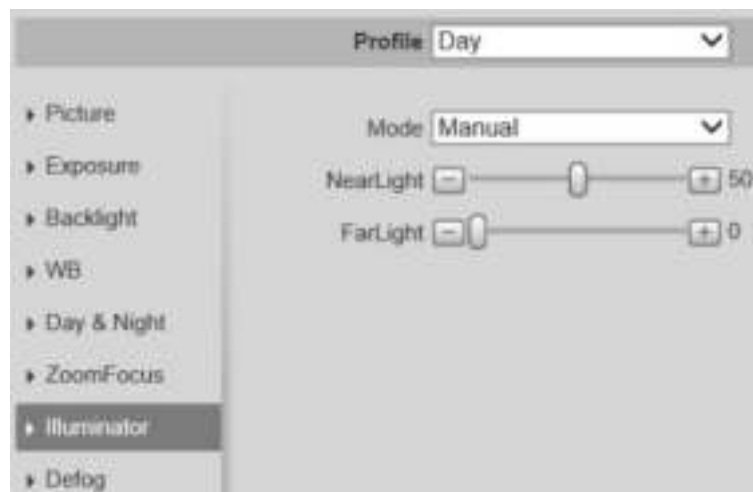 Profile Day
Picture
Mode Manual
Exposure
NearLight 50
Backlight
FarLight 0
WB
Day & Night
ZoomFocus
Illuminator
Defog